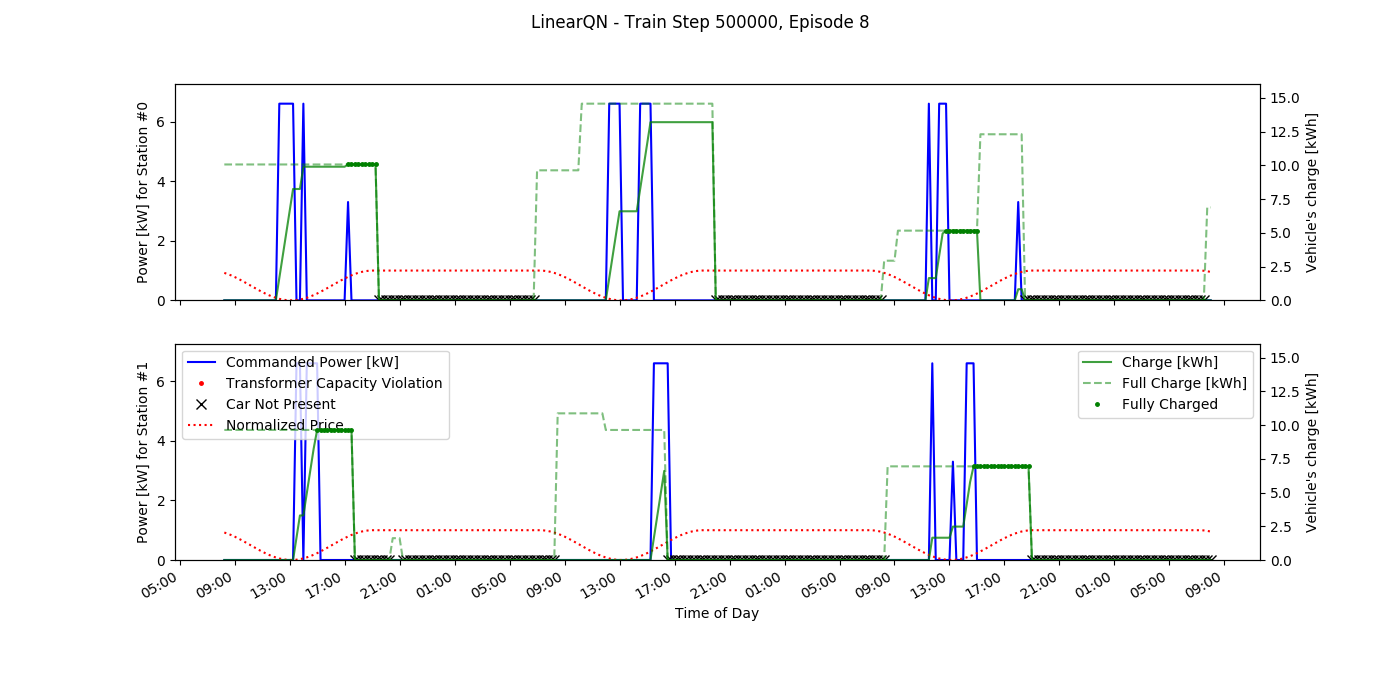 LinearQN - Train Step 500000, Episode 8
Power [kW] for Station #0
6
4
2
0
15.0
12.5
10.0
7.5
5.0
2.5
0.0
Vehicle's charge [kWh]
Power [kW] for Station #1
6
4
2
0
Commanded Power [kW]
Transformer Capacity Violation
Car Not Present
Normalized Price
Charge [kWh]
Full Charge [kWh]
Fully Charged
15.0
12.5
10.0
7.5
5.0
2.5
0.0
Vehicle's charge [kWh]
05:00 09:00 13:00 17:00 21:00 01:00 05:00 09:00 13:00 17:00 21:00 01:00 05:00 09:00 13:00 17:00 21:00 01:00 05:00 09:00
Time of Day